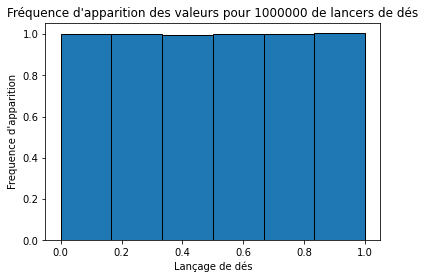 Fréquence d'apparition des valeurs pour 1000000 de lancers de dés
Frequence d'apparition
1.0
0.8
0.6
0.4
0.2
0.0
0.0 0.2 0.4 0.6 0.8 1.0
Lançage de dés